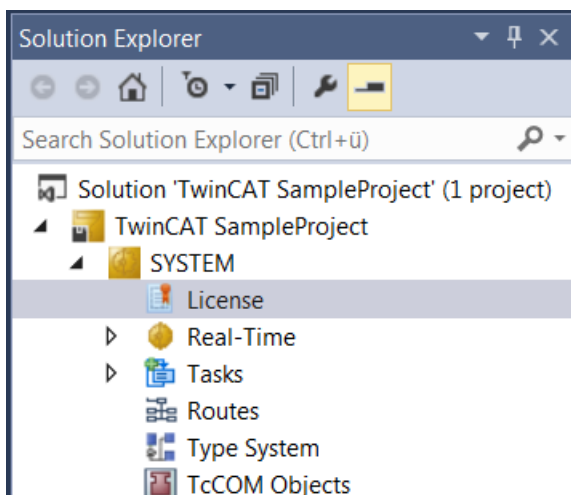 Solution Explorer
Search Solution Explorer (Ctrl+ü)
Solution 'TwinCAT SampleProject' (1 project)
TwinCAT SampleProject
SYSTEM
License
Real-Time
Tasks
Routes
Type System
TcCOM Objects